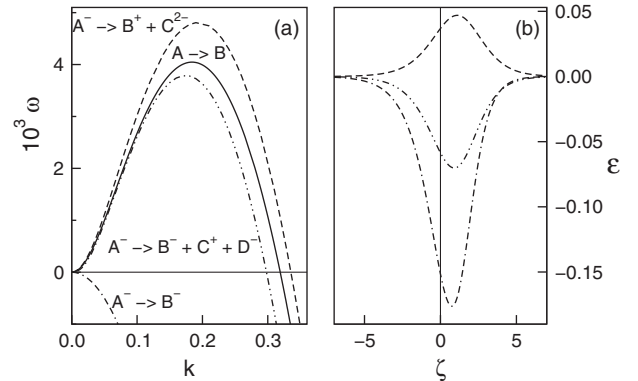 A⁻ –> B⁺ + C²⁻
(a)
A –> B
A⁻ –> B⁻ + C⁺ + D⁻
A⁻ –> B⁻
10³ ω
4
2
0
0.0
0.1
0.2
0.3
k
(b)
0.05
0.00
−0.05
−0.10
−0.15
ε
−5
0
5
ζ